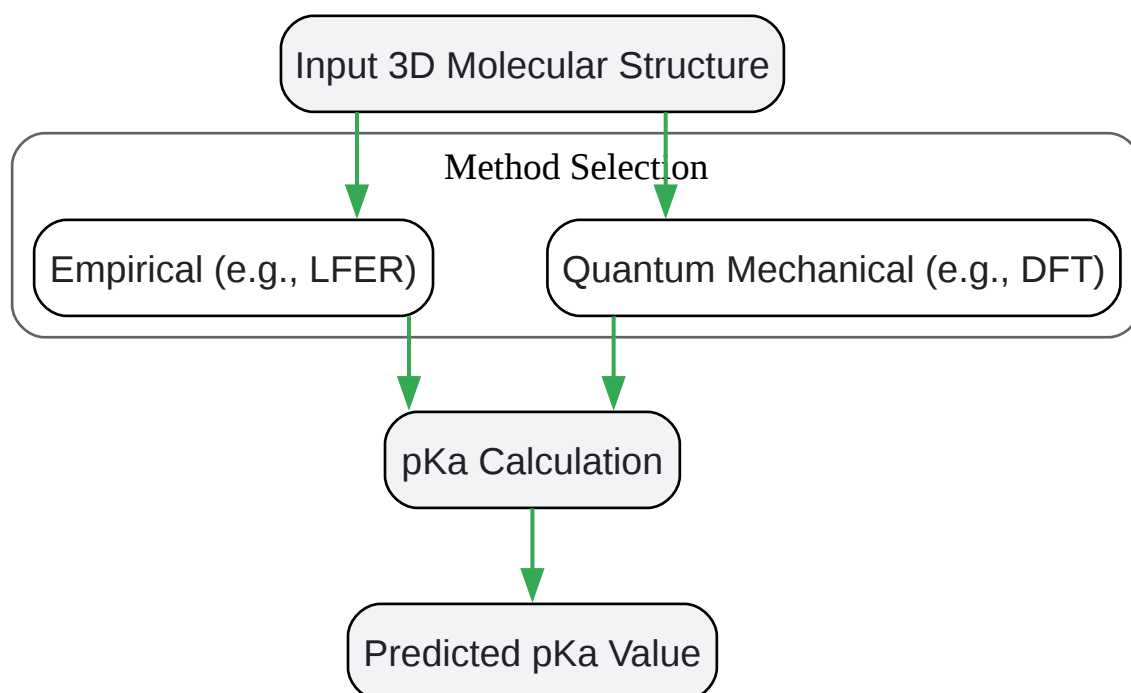 Input 3D Molecular Structure
Method Selection
Empirical (e.g., LFER)
Quantum Mechanical (e.g., DFT)
pKa Calculation
Predicted pKa Value